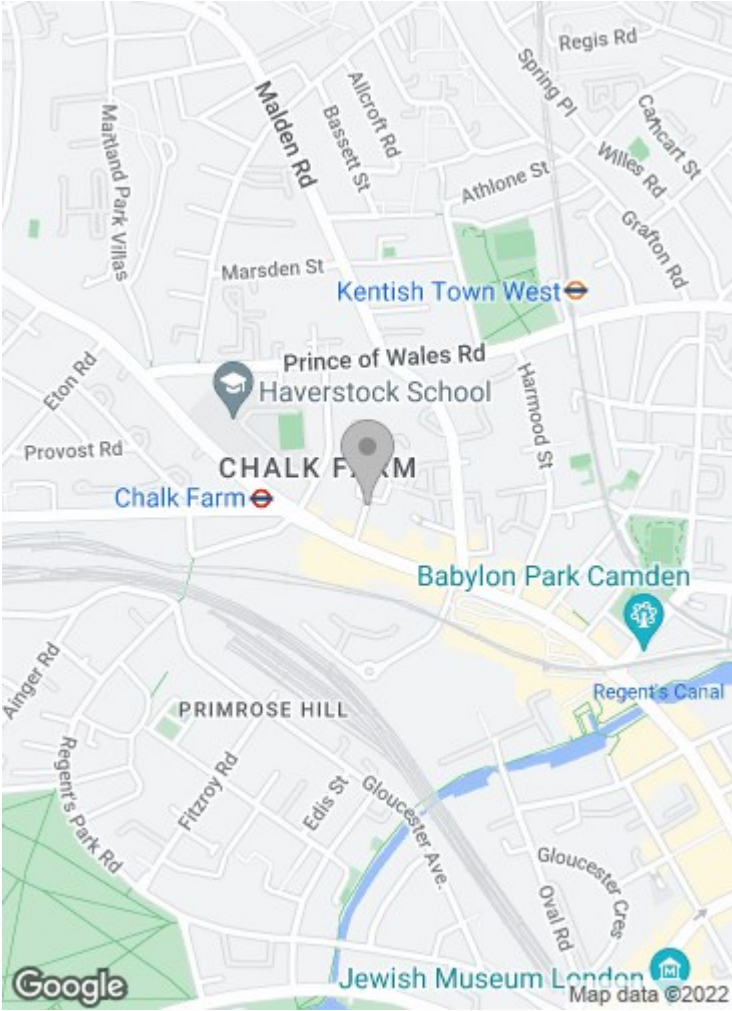 Regis Rd
Spring Pl
Allcroft Rd
Malden Rd
Bassett St
Cathcart St
Willes Rd
Maitland Park Villas
Athlone St
Grafton Rd
Marsden St
Kentish Town West
Prince of Wales Rd
Eton Rd
Haverstock School
Harmood St
Provost Rd
CHALK FARM
Chalk Farm
Babylon Park Camden
Ainger Rd
Regent's Canal
PRIMROSE HILL
Regent's Park Rd
Fitzroy Rd
Edis St
Gloucester Ave.
Gloucester Cres
Oval Rd
Jewish Museum London
Google
Map data ©2022